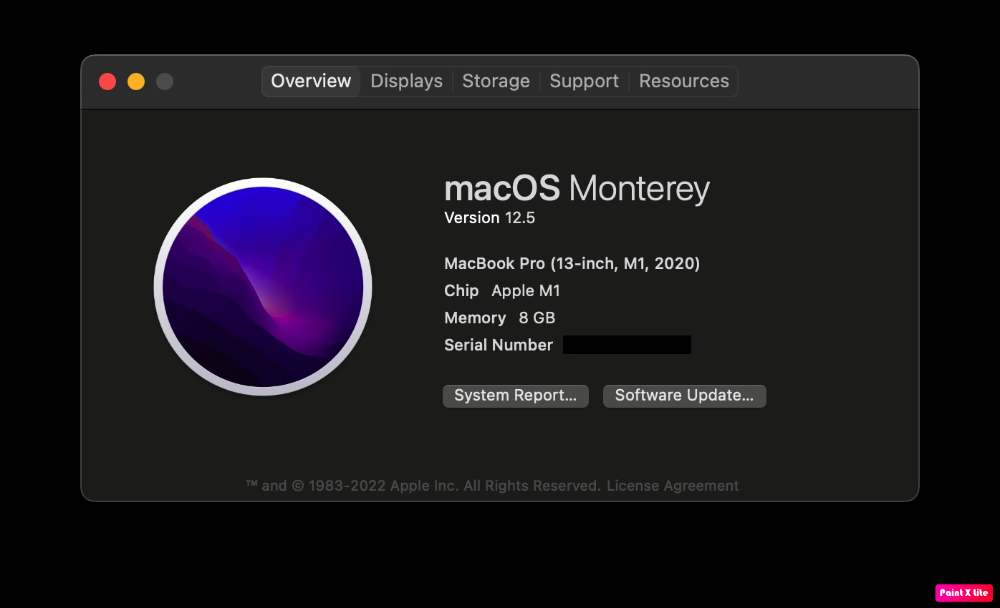 Overview Displays Storage Support Resources
macOS Monterey
Version 12.5
MacBook Pro (13-inch, M1, 2020)
Chip Apple M1
Memory 8 GB
Serial Number
System Report... Software Update...
™ and © 1983-2022 Apple Inc. All Rights Reserved. License Agreement
Paint X Lite